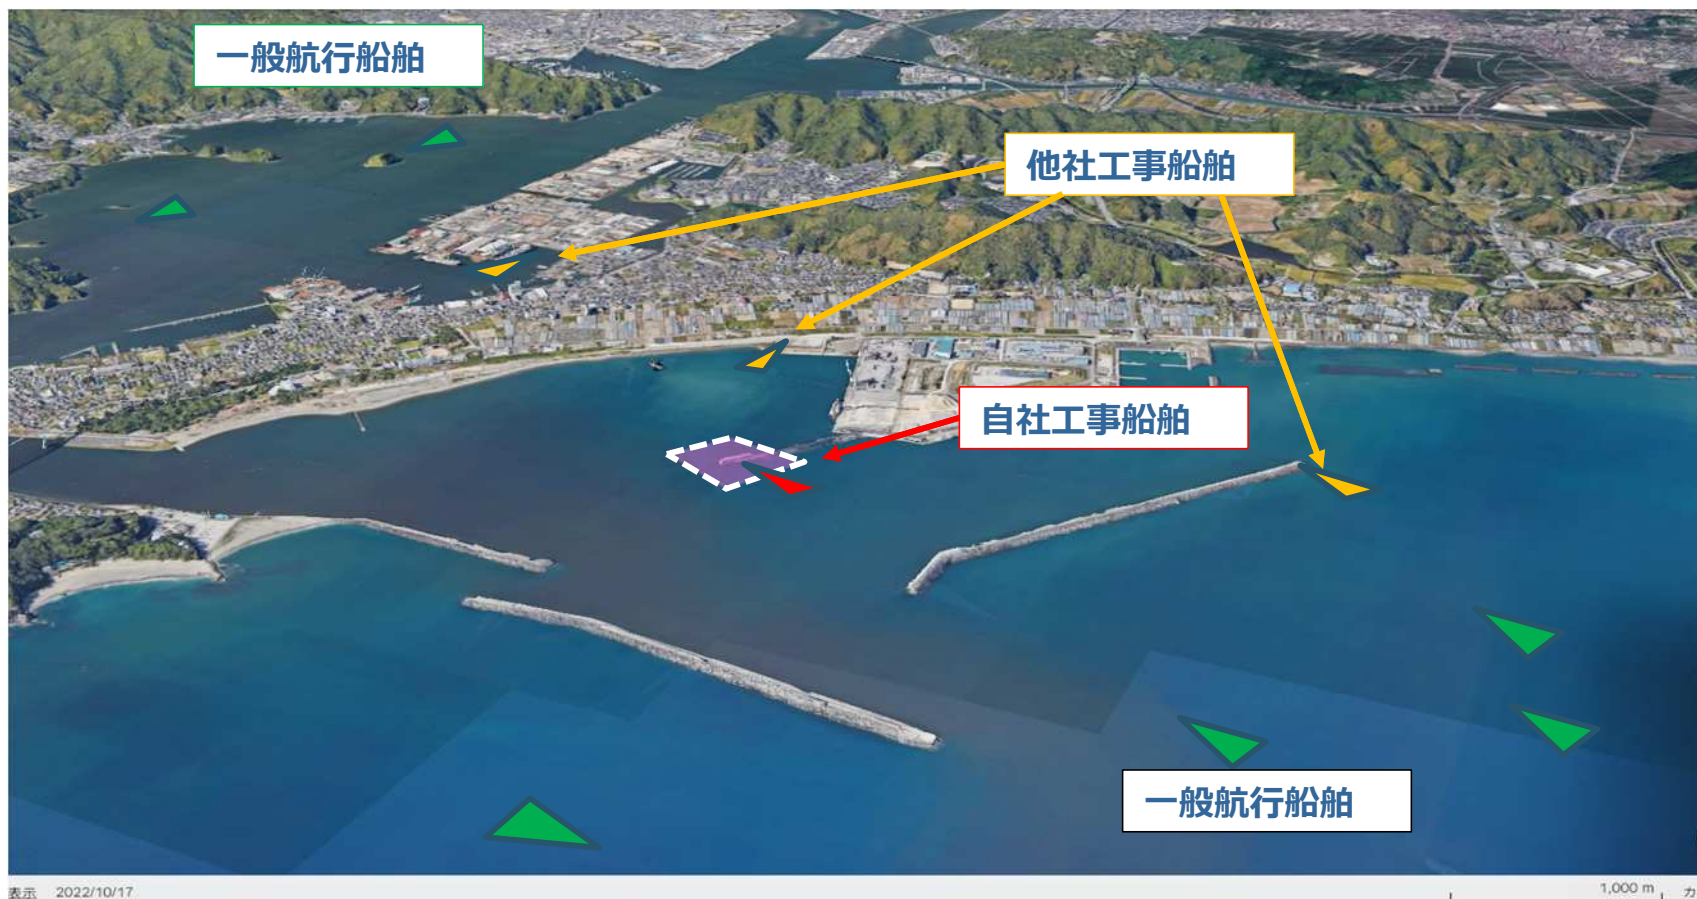 一般航行船舶
他社工事船舶
自社工事船舶
一般航行船舶
表示 2022/10/17
1,000 m カ